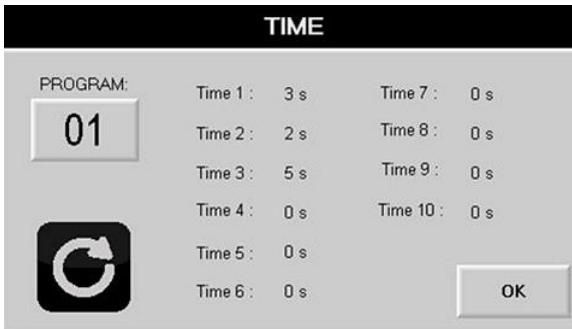 TIME
PROGRAM:
01
Time 1 : 3 s
Time 2 : 2 s
Time 3 : 5 s
Time 4 : 0 s
Time 5 : 0 s
Time 6 : 0 s
Time 7 : 0 s
Time 8 : 0 s
Time 9 : 0 s
Time 10 : 0 s
OK